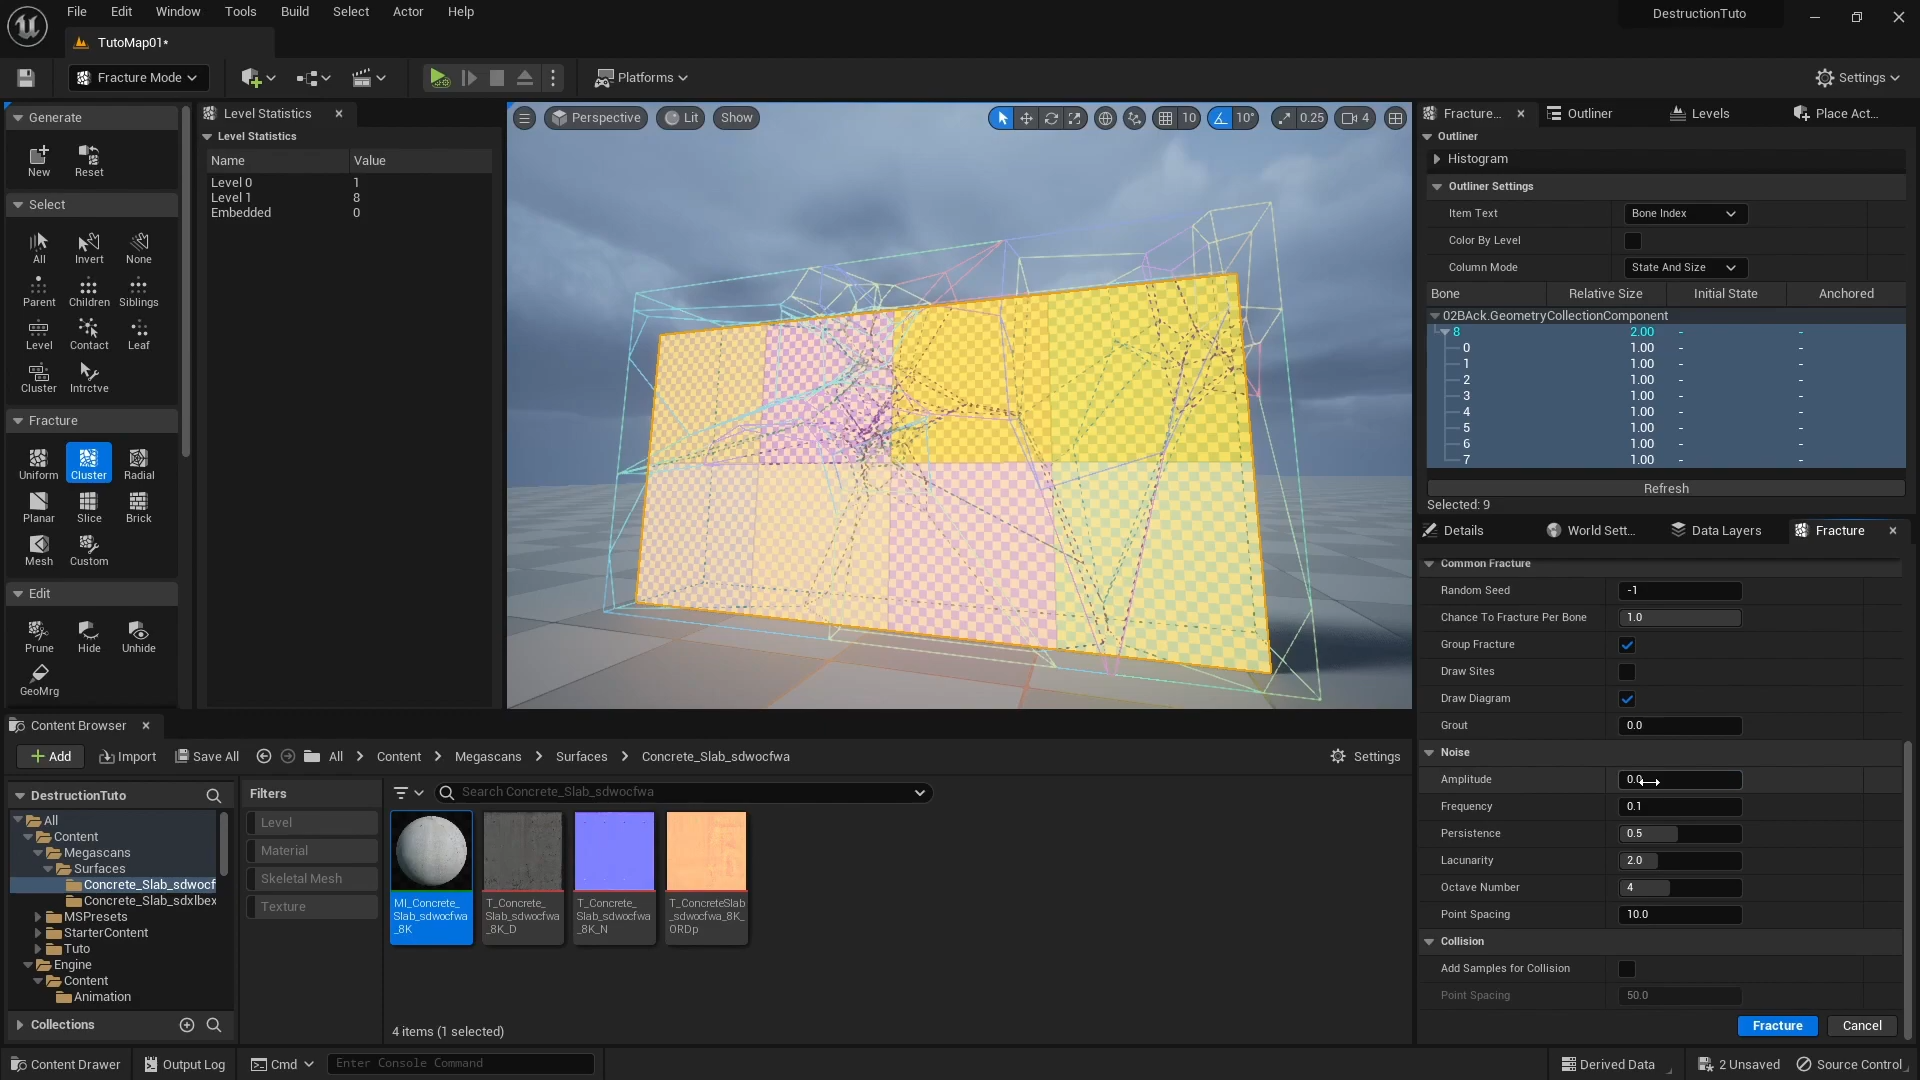 File Edit Window Tools Build Select Actor Help
DestructionTuto
TutoMap01*
Fracture Mode
Platforms
Settings
Generate
New Reset
Select
All Invert None
Parent Children Siblings
Level Contact Leaf
Cluster Intrctve
Fracture
Uniform Cluster Radial
Planar Slice Brick
Mesh Custom
Edit
Prune Hide Unhide
GeoMrg
Level Statistics
Level Statistics
Name Value
Level 0 1
Level 1 8
Embedded 0
Perspective Lit Show
10 10° 0.25 4
Fracture... Outliner Levels Place Act...
Outliner
Histogram
Outliner Settings
Item Text Bone Index
Color By Level
Column Mode State And Size
Bone Relative Size Initial State Anchored
02BAck.GeometryCollectionComponent
8 2.00 - -
0 1.00 - -
1 1.00 - -
2 1.00 - -
3 1.00 - -
4 1.00 - -
5 1.00 - -
6 1.00 - -
7 1.00 - -
Refresh
Selected: 9
Details World Sett... Data Layers Fracture
Common Fracture
Random Seed -1
Chance To Fracture Per Bone 1.0
Group Fracture
Draw Sites
Draw Diagram
Grout 0.0
Noise
Amplitude 0.0
Frequency 0.1
Persistence 0.5
Lacunarity 2.0
Octave Number 4
Point Spacing 10.0
Collision
Add Samples for Collision
Point Spacing 50.0
Fracture Cancel
Content Browser
Add Import Save All All Content Megascans Surfaces Concrete_Slab_sdwocfwa Settings
DestructionTuto
All
Content
Megascans
Surfaces
Concrete_Slab_sdwocf
Concrete_Slab_sdxlbex
MSPresets
StarterContent
Tuto
Engine
Content
Animation
Collections
Filters
Level
Material
Skeletal Mesh
Texture
Search Concrete_Slab_sdwocfwa
MI_Concrete_
Slab_sdwocfwa
_8K
T_Concrete_
Slab_sdwocfwa
_8K_D
T_Concrete_
Slab_sdwocfwa
_8K_N
T_ConcreteSlab
_sdwocfwa_8K_
ORDp
4 items (1 selected)
Content Drawer Output Log Cmd Enter Console Command Derived Data 2 Unsaved Source Control